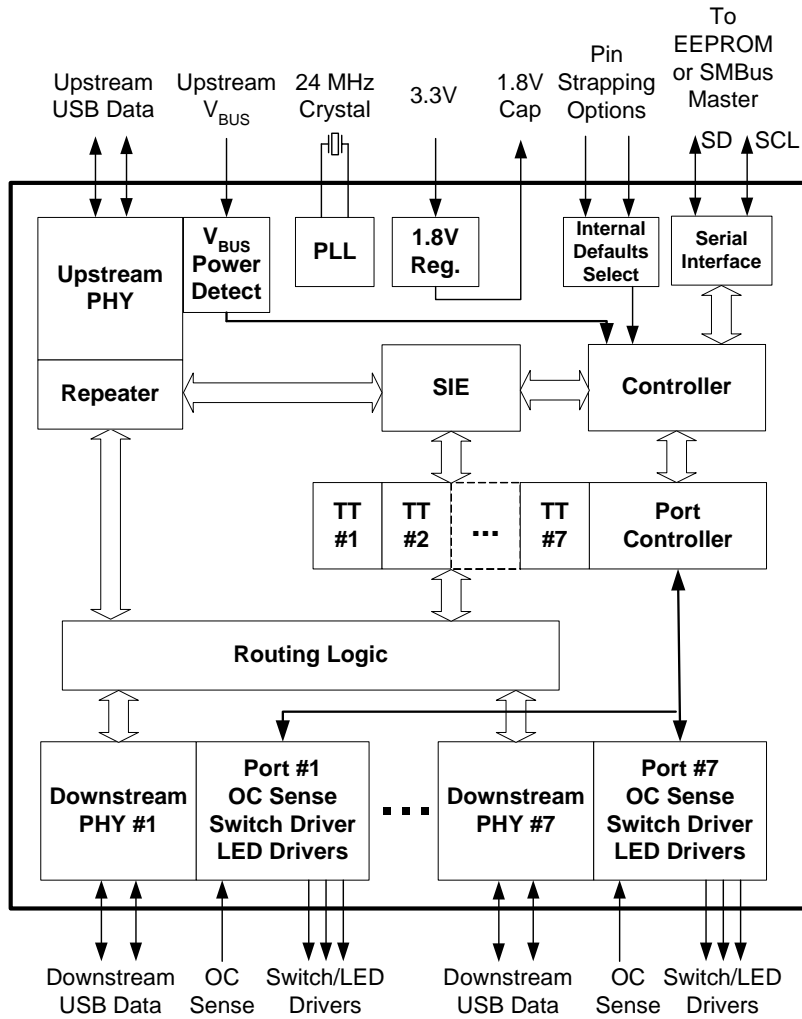 To
EEPROM
or SMBus
Master
Upstream
USB Data
Upstream
VBUS
24 MHz
Crystal
3.3V
1.8V
Cap
Pin
Strapping
Options
SD
SCL
Upstream
PHY
VBUS
Power
Detect
PLL
1.8V
Reg.
Internal
Defaults
Select
Serial
Interface
Repeater
SIE
Controller
TT
#1
TT
#2
...
TT
#7
Port
Controller
Routing Logic
Downstream
PHY #1
Port #1
OC Sense
Switch Driver
LED Drivers
...
Downstream
PHY #7
Port #7
OC Sense
Switch Driver
LED Drivers
Downstream
USB Data
OC
Sense
Switch/LED
Drivers
Downstream
USB Data
OC
Sense
Switch/LED
Drivers